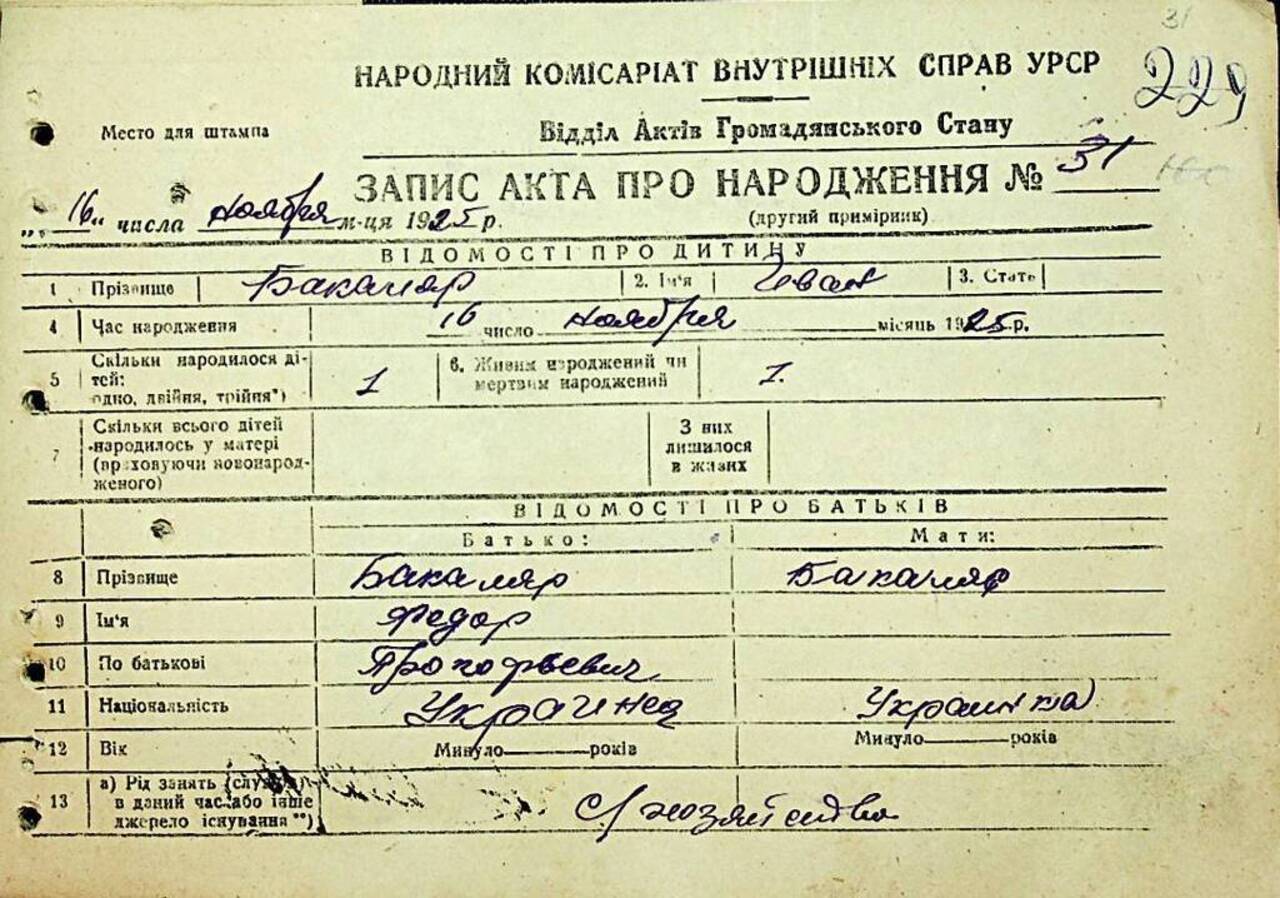 31
НАРОДНИЙ КОМІСАРІАТ ВНУТРІШНІХ СПРАВ УРСР
229
Место для штампа
Відділ Актів Громадянського Стану
ЗАПИС АКТА ПРО НАРОДЖЕННЯ № 31
„ 16 " числа ноября м-ця 1925 р.
(другий примірник)
ВІДОМОСТІ ПРО ДИТИНУ
1 Прізвище Бакаляр 2. Ім'я Иван 3. Стать
4 Час народження 16 число ноября місяць 1925 р.
5 Скільки народилося дітей: одно, двійня, трійня*) 1 6. Живим народжений чи мертвим народжений 1.
7 Скільки всього дітей народилось у матері (враховуючи новонародженого) З них лишилося в живих
ВІДОМОСТІ ПРО БАТЬКІВ
Батько: Мати:
8 Прізвище Бакаляр Бакаляр
9 Ім'я Федор
10 По батькові Прокофьевич
11 Національність Украинец Украинка
12 Вік Минуло років Минуло років
13 а) Рід занять (служби) в даний час або інше джерело існування **) С/хозяйство